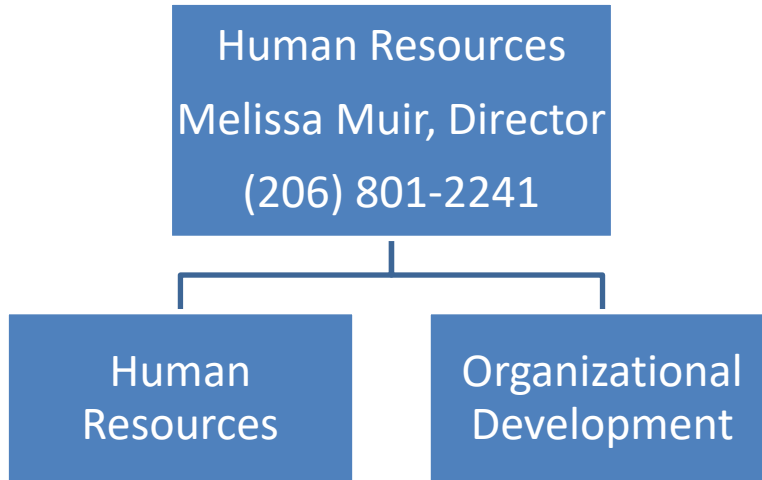 Human Resources
Melissa Muir, Director
(206) 801-2241
Human
Resources
Organizational
Development